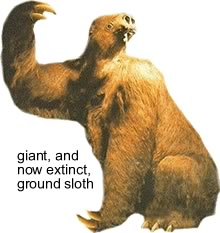 giant, and
now extinct,
ground sloth